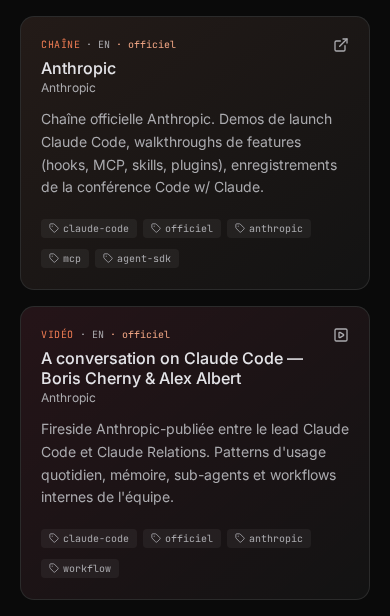 CHAÎNE · EN · officiel
Anthropic
Anthropic
Chaîne officielle Anthropic. Demos de launch
Claude Code, walkthroughs de features
(hooks, MCP, skills, plugins), enregistrements
de la conférence Code w/ Claude.
claude-code officiel anthropic
mcp agent-sdk
VIDÉO · EN · officiel
A conversation on Claude Code —
Boris Cherny & Alex Albert
Anthropic
Fireside Anthropic-publiée entre le lead Claude
Code et Claude Relations. Patterns d'usage
quotidien, mémoire, sub-agents et workflows
internes de l'équipe.
claude-code officiel anthropic
workflow